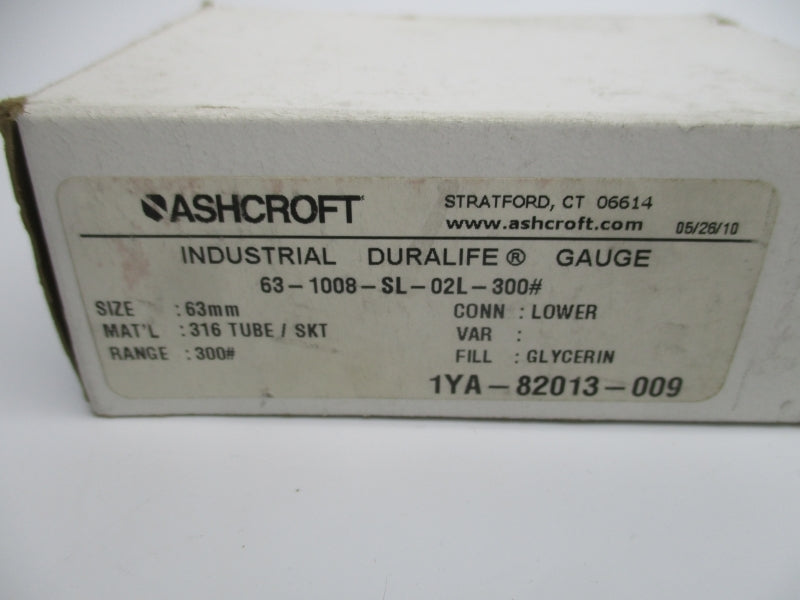 ASHCROFT
STRATFORD, CT 06614
www.ashcroft.com 05/26/10
INDUSTRIAL DURALIFE® GAUGE
63-1008-SL-02L-300#
SIZE :63mm CONN : LOWER
MAT'L :316 TUBE / SKT VAR :
RANGE :300# FILL : GLYCERIN
1YA-82013-009